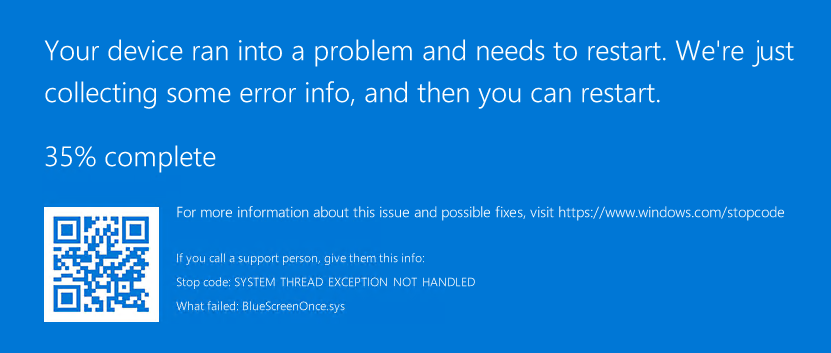 Your device ran into a problem and needs to restart. We're just
collecting some error info, and then you can restart.
35% complete
For more information about this issue and possible fixes, visit https://www.windows.com/stopcode
If you call a support person, give them this info:
Stop code: SYSTEM THREAD EXCEPTION NOT HANDLED
What failed: BlueScreenOnce.sys